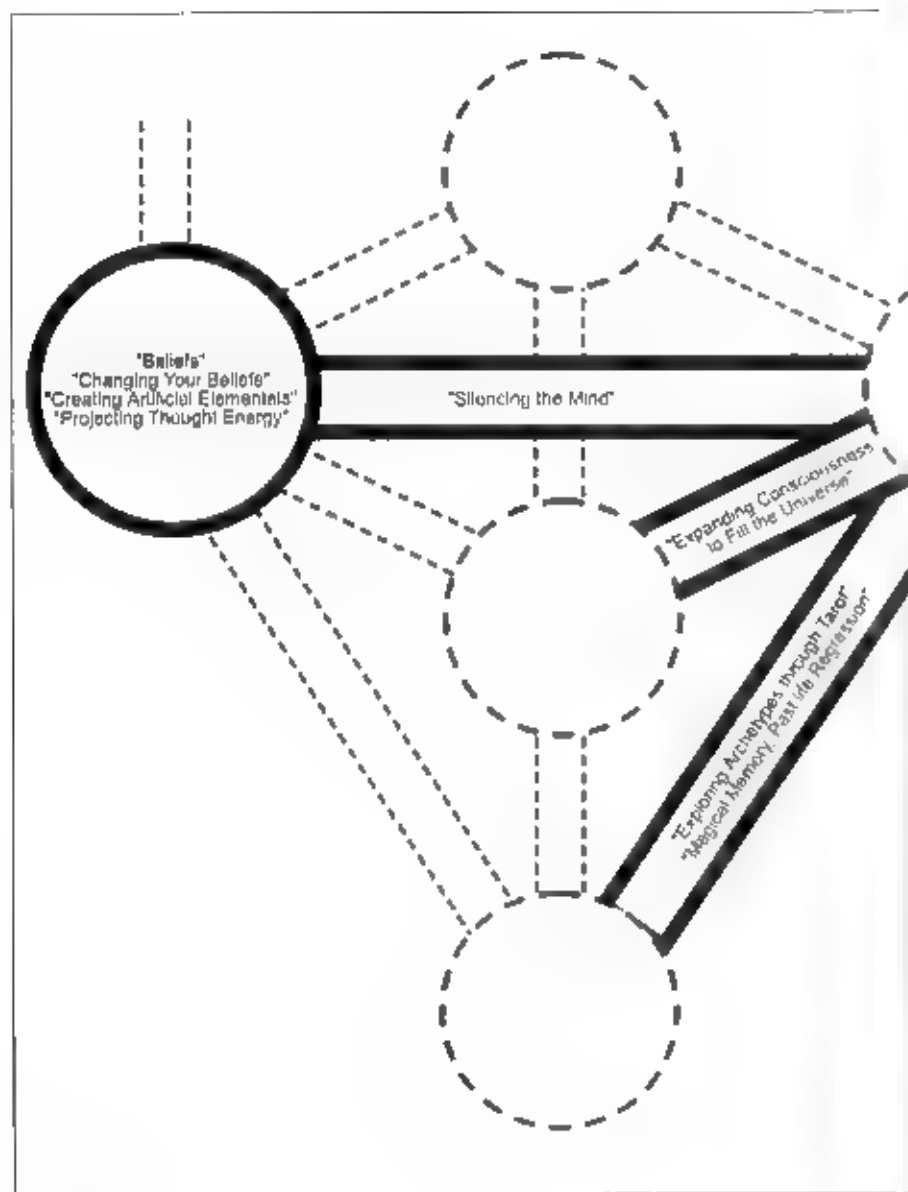 "Beliefs"
"Changing Your Beliefs"
"Creating Artificial Elementals"
"Projecting Thought Energy"
"Silencing the Mind"
"Expanding Consciousness
to Fill the Universe"
"Exploring Archetypes through Tarot"
"Magical Memory, Past life Regression"